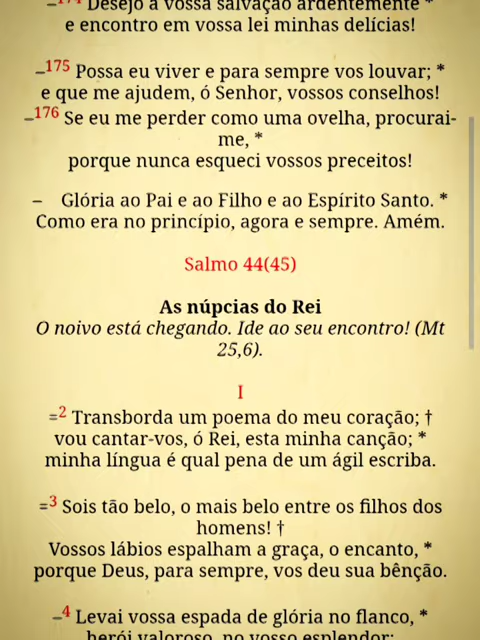 –174 Desejo a vossa salvação ardentemente *
e encontro em vossa lei minhas delícias!
–175 Possa eu viver e para sempre vos louvar; *
e que me ajudem, ó Senhor, vossos conselhos!
–176 Se eu me perder como uma ovelha, procurai-
me, *
porque nunca esqueci vossos preceitos!
– Glória ao Pai e ao Filho e ao Espírito Santo. *
Como era no princípio, agora e sempre. Amém.
Salmo 44(45)
As núpcias do Rei
O noivo está chegando. Ide ao seu encontro! (Mt
25,6).
I
=2 Transborda um poema do meu coração; †
vou cantar-vos, ó Rei, esta minha canção; *
minha língua é qual pena de um ágil escriba.
=3 Sois tão belo, o mais belo entre os filhos dos
homens! †
Vossos lábios espalham a graça, o encanto, *
porque Deus, para sempre, vos deu sua bênção.
–4 Levai vossa espada de glória no flanco, *
herói valoroso, no vosso esplendor;